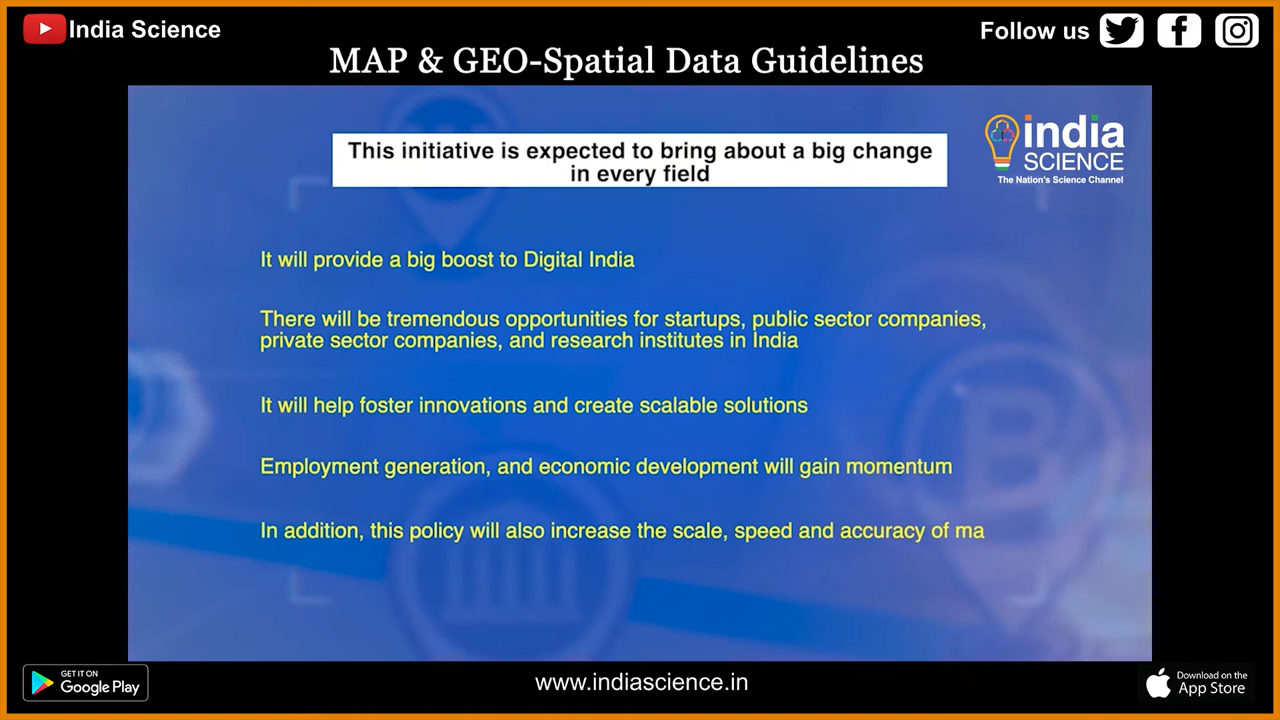 India Science
Follow us
MAP & GEO-Spatial Data Guidelines
This initiative is expected to bring about a big change
in every field
india
SCIENCE
The Nation's Science Channel
It will provide a big boost to Digital India
There will be tremendous opportunities for startups, public sector companies,
private sector companies, and research institutes in India
It will help foster innovations and create scalable solutions
Employment generation, and economic development will gain momentum
In addition, this policy will also increase the scale, speed and accuracy of ma
B
GET IT ON
Google Play
www.indiascience.in
Download on the
App Store